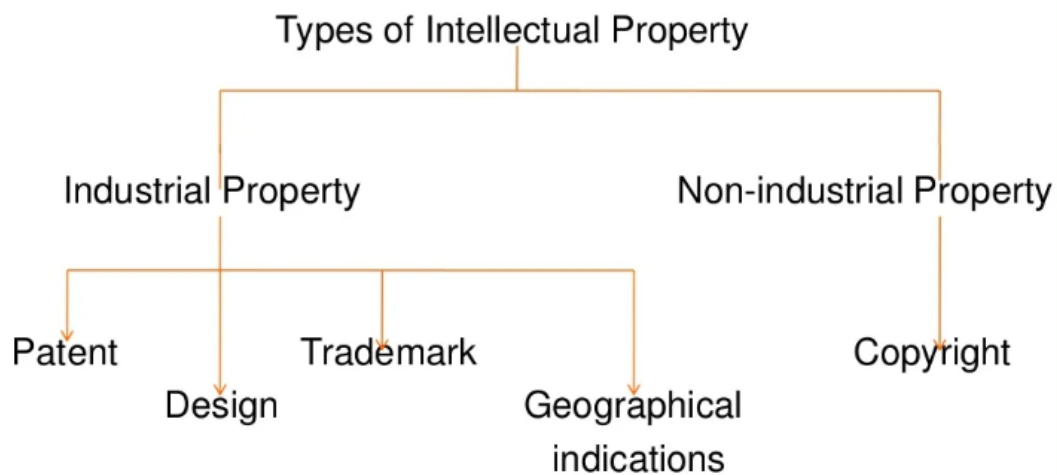 Types of Intellectual Property
Industrial Property
Non-industrial Property
Patent
Trademark
Copyright
Design
Geographical
indications